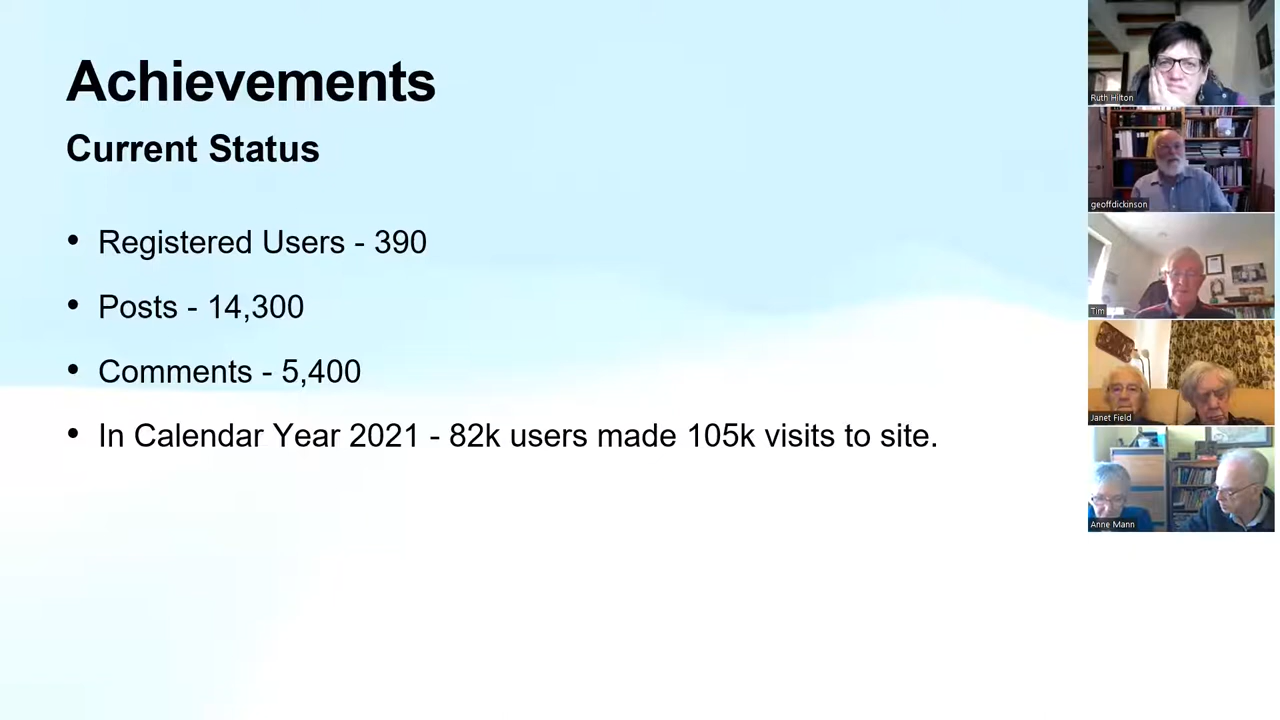 Achievements
Current Status
• Registered Users - 390
• Posts - 14,300
• Comments - 5,400
• In Calendar Year 2021 - 82k users made 105k visits to site.
Ruth Hilton
geoffdickinson
Tim
Janet Field
Anne Mann